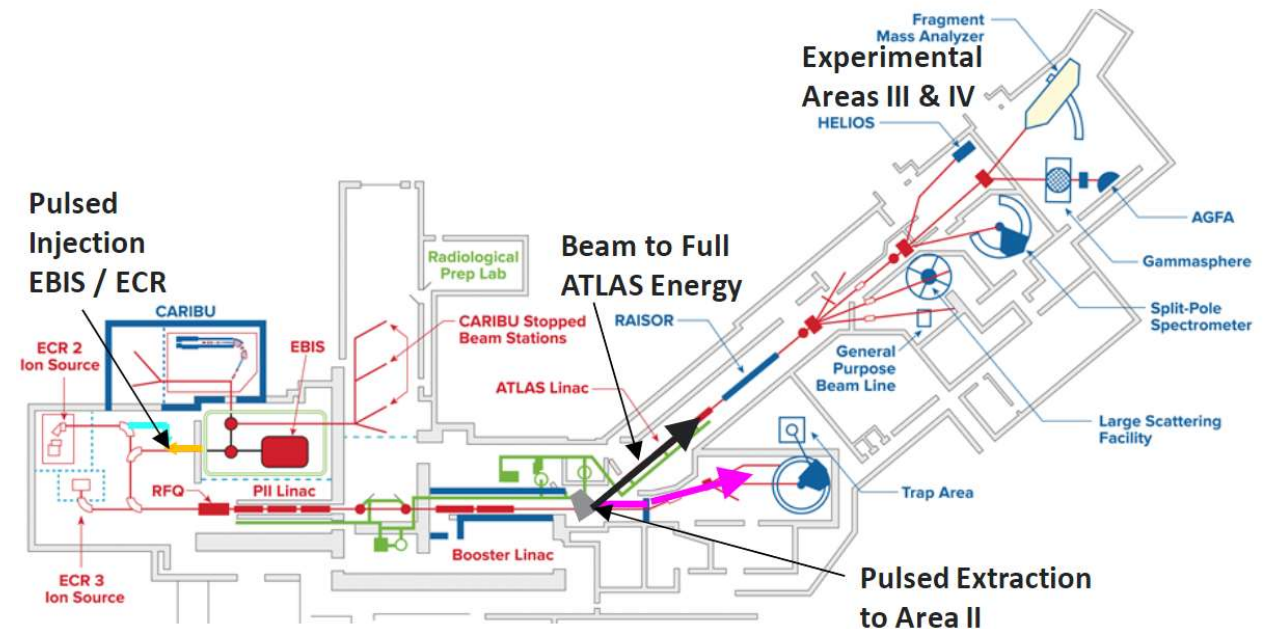 Fragment
Mass Analyzer
Experimental
Areas III & IV
HELIOS
Pulsed
Injection
EBIS / ECR
Radiological
Prep Lab
Beam to Full
ATLAS Energy
AGFA
Gammasphere
CARIBU
RAISOR
Split-Pole
Spectrometer
ECR 2
Ion Source
EBIS
CARIBU Stopped
Beam Stations
General
Purpose
Beam Line
ATLAS Linac
Large Scattering
Facility
RFQ
PII Linac
Trap Area
Booster Linac
ECR 3
Ion Source
Pulsed Extraction
to Area II